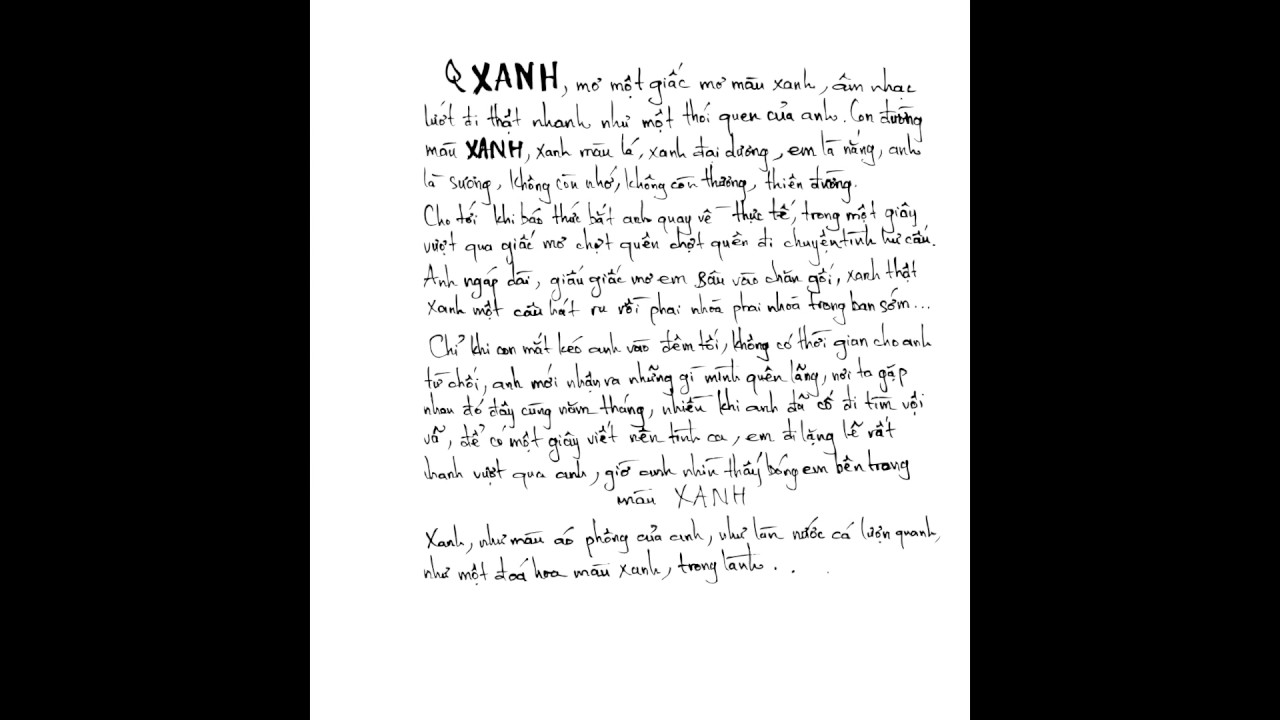 Q XANH, mơ một giấc mơ màu xanh, âm nhạc
lướt đi thật nhanh như một thói quen của anh. Con đường
màu XANH, xanh màu lá, xanh đại dương, em là nắng, anh
là sương, không còn nhớ, không còn thương, thiên đường.
Cho tới khi báo thức bắt anh quay về thực tế, trong một giây
vượt qua giấc mơ chợt quên chợt quên đi chuyện tình hư cấu.
Anh ngáp dài, giấu giấc mơ em sâu vào chăn gối, xanh thật
xanh một câu hát ru rồi phai nhoà phai nhoà trong ban sớm...
Chỉ khi con mắt kéo anh vào đêm tối, không có thời gian cho anh
từ chối, anh mới nhận ra những gì mình quên lãng, nơi ta gặp
nhau đó đầy cùng năm tháng, nhiều khi anh đã cố đi tìm vội
vã, để có một giây viết nên tình ca, em đi lặng lẽ rất
nhanh vượt qua anh, giờ anh nhìn thấy bóng em bên trong
màu XANH
Xanh, như màu áo phông của anh, như làn nước cá lượn quanh,
như một đoá hoa màu xanh, trong lành . .